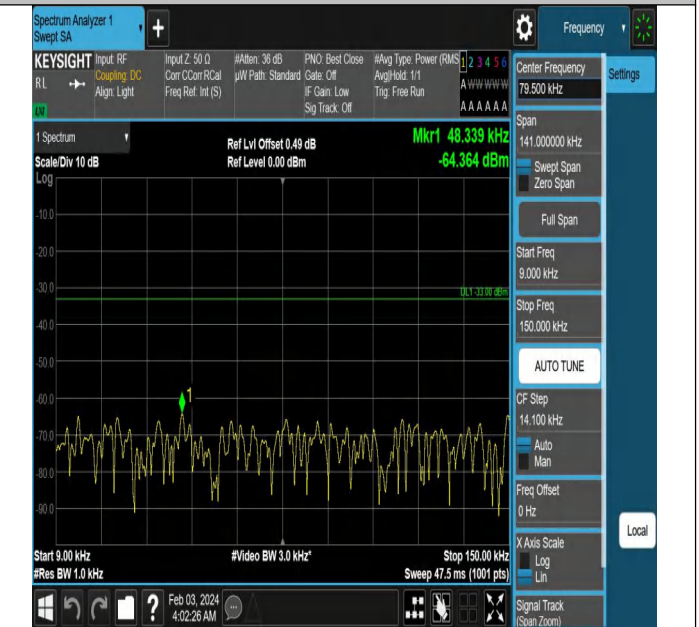 Spectrum Analyzer 1
Swept SA
+
Frequency
KEYSIGHT
RL
LXI
Input: RF
Coupling: DC
Align: Light
Input Z: 50 Ω
Corr CCorr RCal
Freq Ref: Int (S)
#Atten: 36 dB
µW Path: Standard
PNO: Best Close
Gate: Off
IF Gain: Low
Sig Track: Off
#Avg Type: Power (RMS
Avg|Hold: 1/1
Trig: Free Run
1 2 3 4 5 6
A W W W W W
A A A A A A
1 Spectrum
Scale/Div 10 dB
Log
Ref Lvl Offset 0.49 dB
Ref Level 0.00 dBm
Mkr1 48.339 kHz
-64.364 dBm
-10.0
-20.0
-30.0
DL1 -33.00 dBm
-40.0
-50.0
-60.0
1
-70.0
-80.0
-90.0
Start 9.00 kHz
#Res BW 1.0 kHz
#Video BW 3.0 kHz*
Stop 150.00 kHz
Sweep 47.5 ms (1001 pts)
?
Feb 03, 2024
4:02:26 AM
Center Frequency
79.500 kHz
Settings
Span
141.000000 kHz
Swept Span
Zero Span
Full Span
Start Freq
9.000 kHz
Stop Freq
150.000 kHz
AUTO TUNE
CF Step
14.100 kHz
Auto
Man
Freq Offset
0 Hz
X Axis Scale
Log
Lin
Local
Signal Track
(Span Zoom)